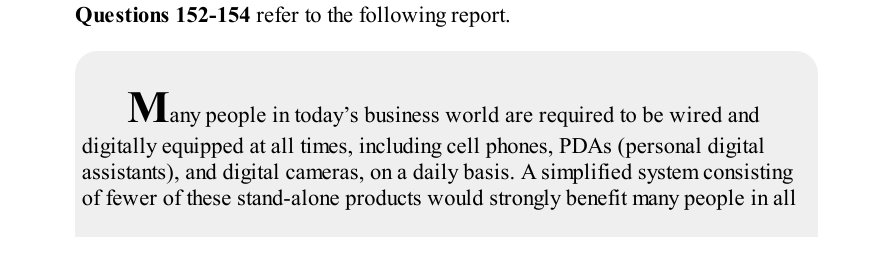 Questions 152-154 refer to the following report.
Many people in today’s business world are required to be wired and
digitally equipped at all times, including cell phones, PDAs (personal digital
assistants), and digital cameras, on a daily basis. A simplified system consisting
of fewer of these stand-alone products would strongly benefit many people in all